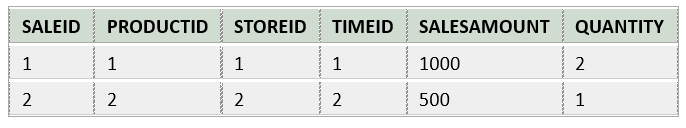 SALEID PRODUCTID STOREID TIMEID SALESAMOUNT QUANTITY
1 1 1 1 1000 2
2 2 2 2 500 1